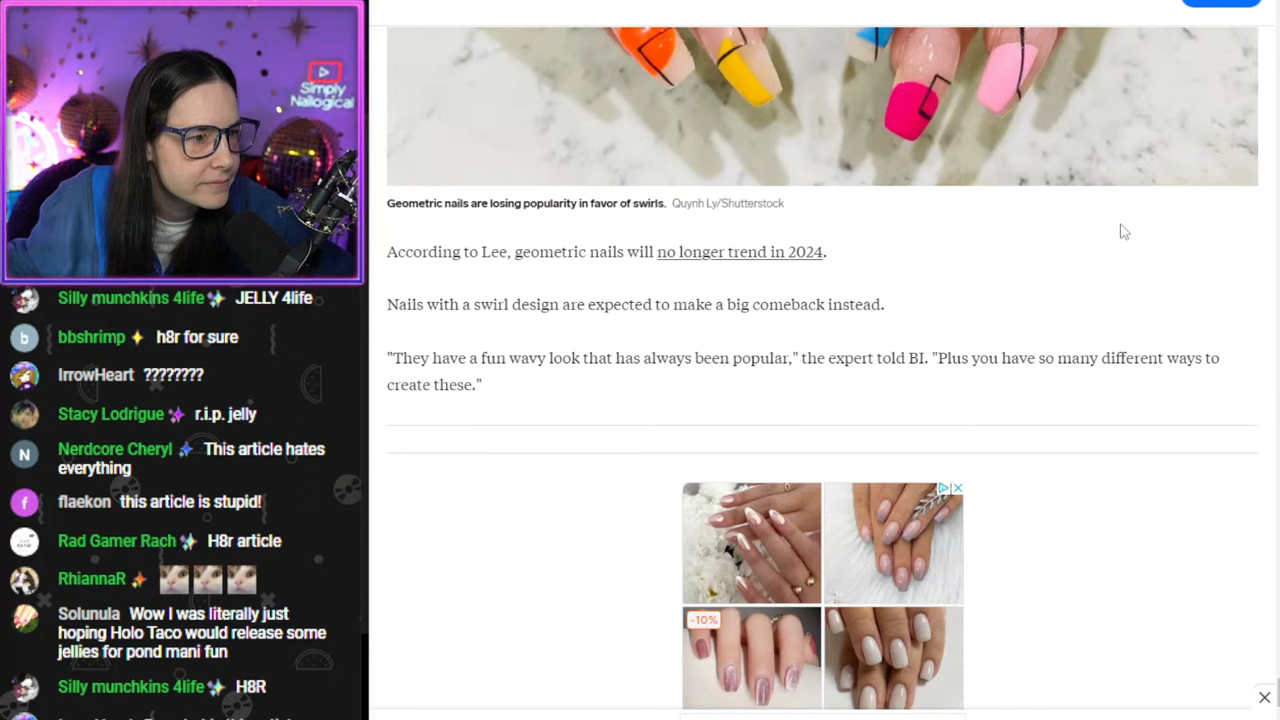 Simply
Nailogical
Silly munchkins 4life JELLY 4life
bbshrimp h8r for sure
IrrowHeart ????????
Stacy Lodrigue r.i.p. jelly
N
Nerdcore Cheryl This article hates
everything
f
flaekon this article is stupid!
Rad Gamer Rach H8r article
RhiannaR
Solunula Wow I was literally just
hoping Holo Taco would release some
jellies for pond mani fun
Silly munchkins 4life H8R
Geometric nails are losing popularity in favor of swirls. Quynh Ly/Shutterstock
According to Lee, geometric nails will no longer trend in 2024.
Nails with a swirl design are expected to make a big comeback instead.
"They have a fun wavy look that has always been popular," the expert told BI. "Plus you have so many different ways to
create these."
-10%